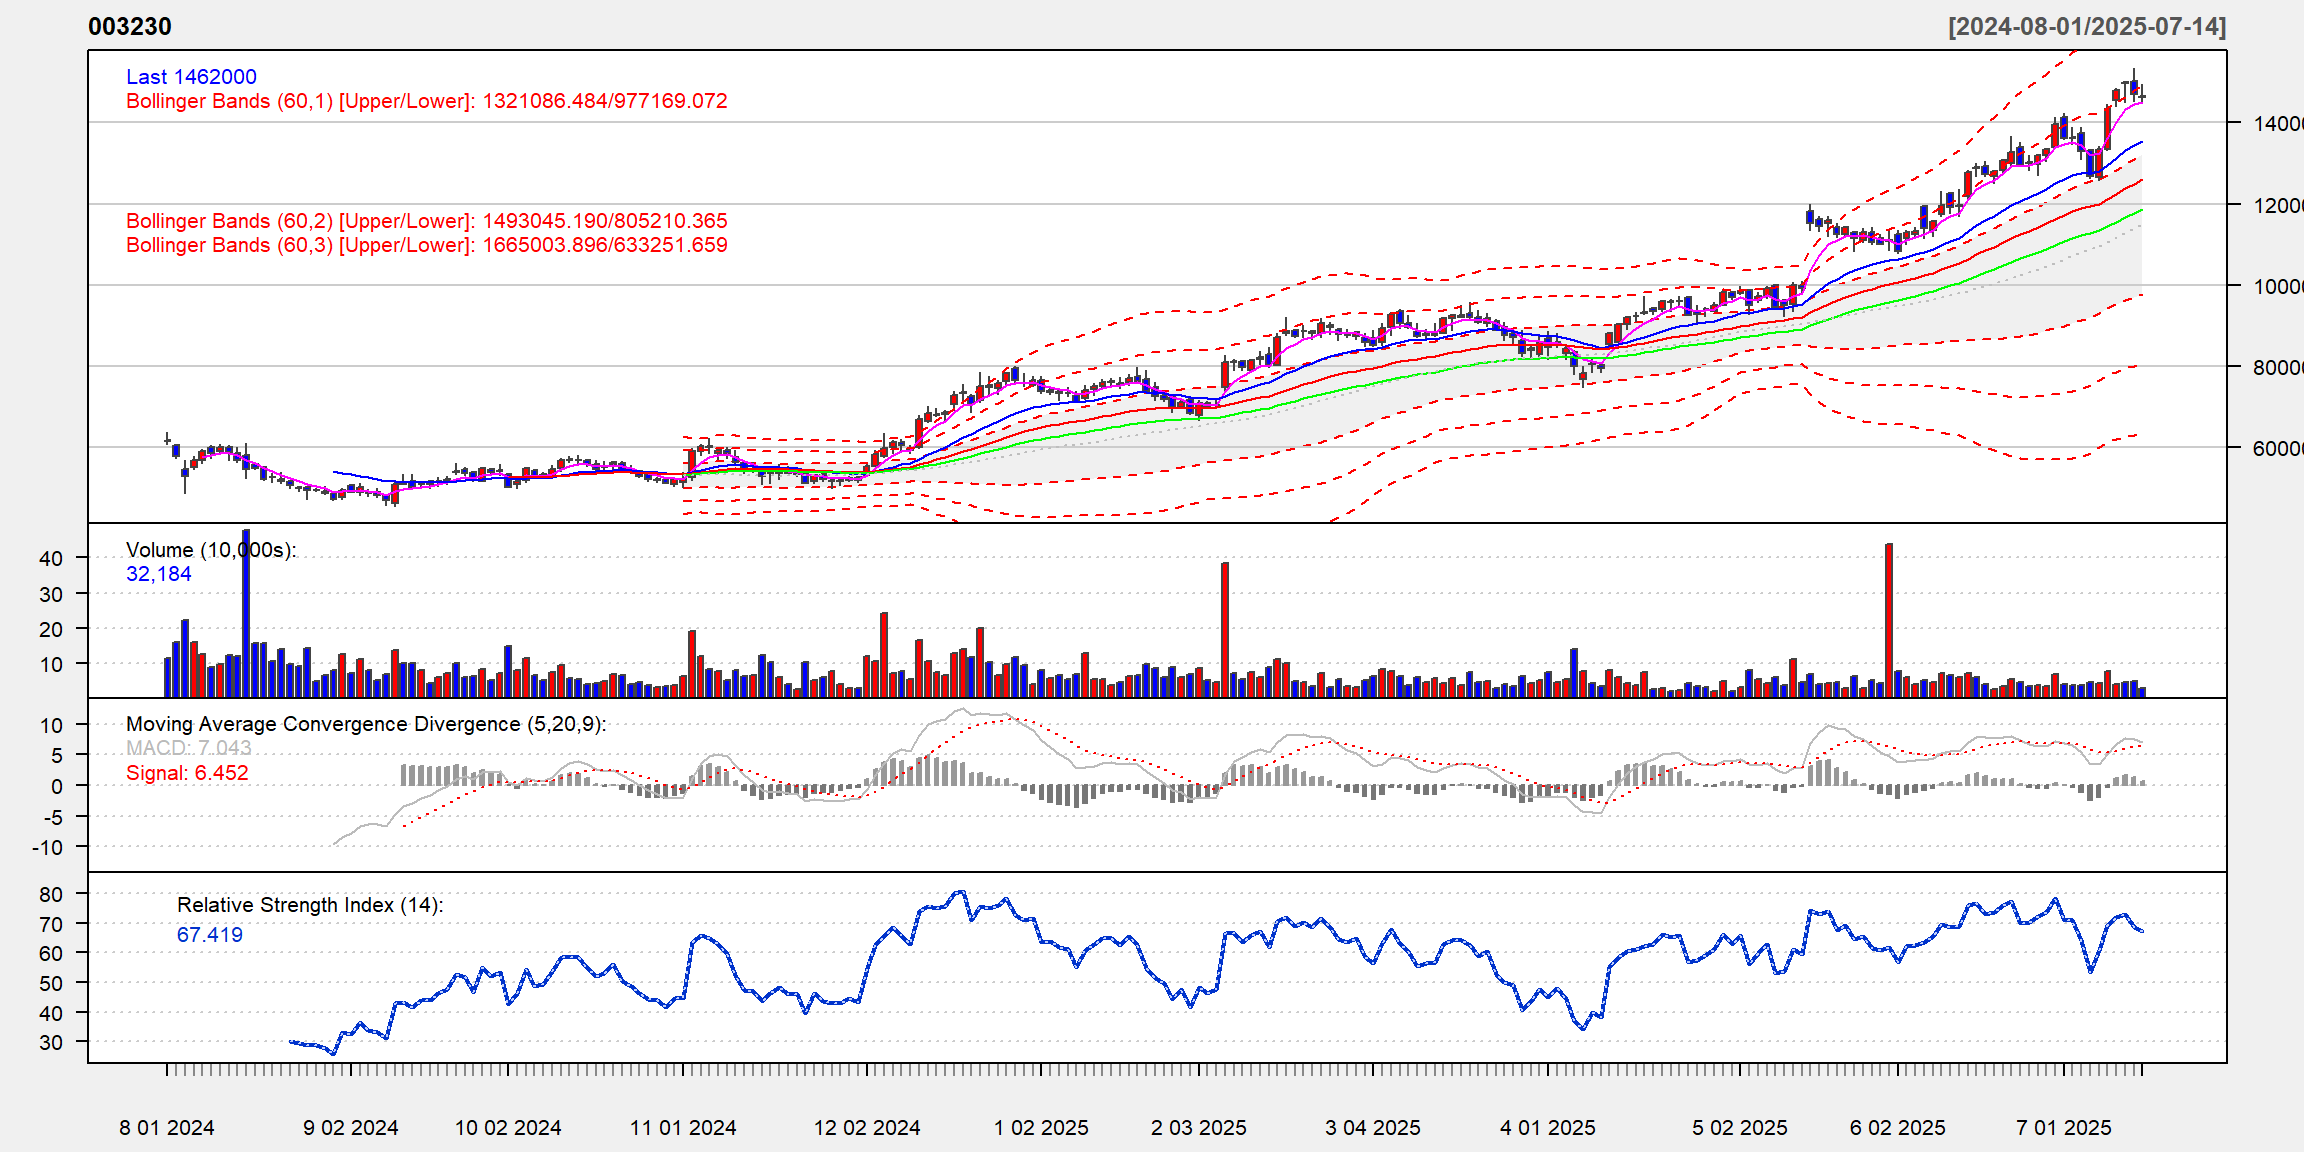 003230
[2024-08-01/2025-07-14]
Last 1462000
Bollinger Bands (60,1) [Upper/Lower]: 1321086.484/977169.072
14000
12000
Bollinger Bands (60,2) [Upper/Lower]: 1493045.190/805210.365
Bollinger Bands (60,3) [Upper/Lower]: 1665003.896/633251.659
10000
80000
60000
Volume (10,000s):
32,184
40
30
20
10
Moving Average Convergence Divergence (5,20,9):
MACD: 7.043
Signal: 6.452
10
5
0
-5
-10
Relative Strength Index (14):
67.419
80
70
60
50
40
30
8 01 2024
9 02 2024
10 02 2024
11 01 2024
12 02 2024
1 02 2025
2 03 2025
3 04 2025
4 01 2025
5 02 2025
6 02 2025
7 01 2025